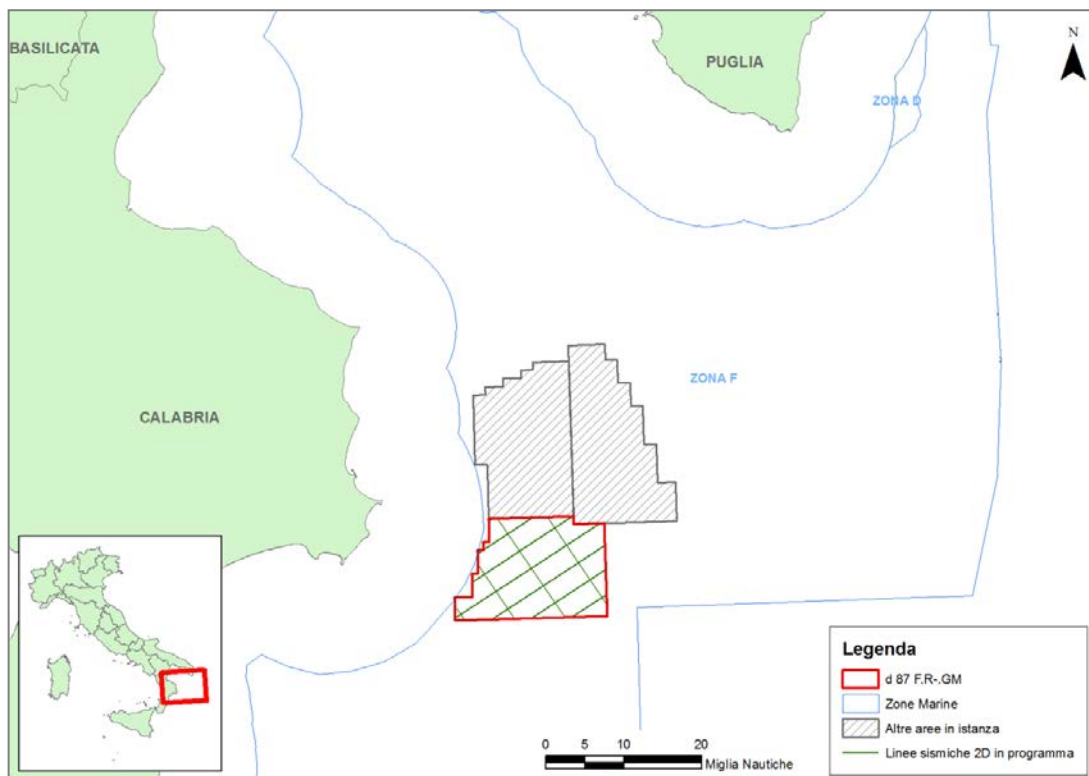 BASILICATA
PUGLIA
N
ZONA D
ZONA F
CALABRIA
Legenda
d 87 F.R-.GM
Zone Marine
Altre aree in istanza
Linee sismiche 2D in programma
0 5 10 20
Miglia Nautiche